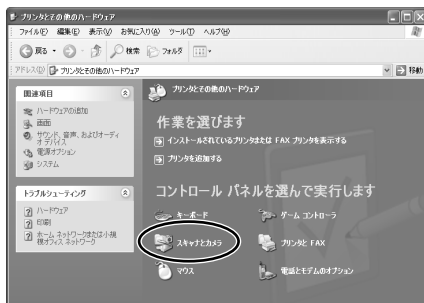 プリンタとその他のハードウェア
ファイル(F) 編集(E) 表示(V) お気に入り(A) ツール(T) ヘルプ(H)
戻る 検索 フォルダ
アドレス(D) プリンタとその他のハードウェア 移動
関連項目
ハードウェアの追加
画面
サウンド、音声、およびオーディオ デバイス
電源オプション
システム
トラブルシューティング
ハードウェア
印刷
ホーム ネットワークまたは小規模オフィス ネットワーク
プリンタとその他のハードウェア
作業を選びます
インストールされているプリンタまたは FAX プリンタを表示する
プリンタを追加する
コントロール パネルを選んで実行します
キーボード ゲーム コントローラ
スキャナとカメラ プリンタと FAX
マウス 電話とモデムのオプション